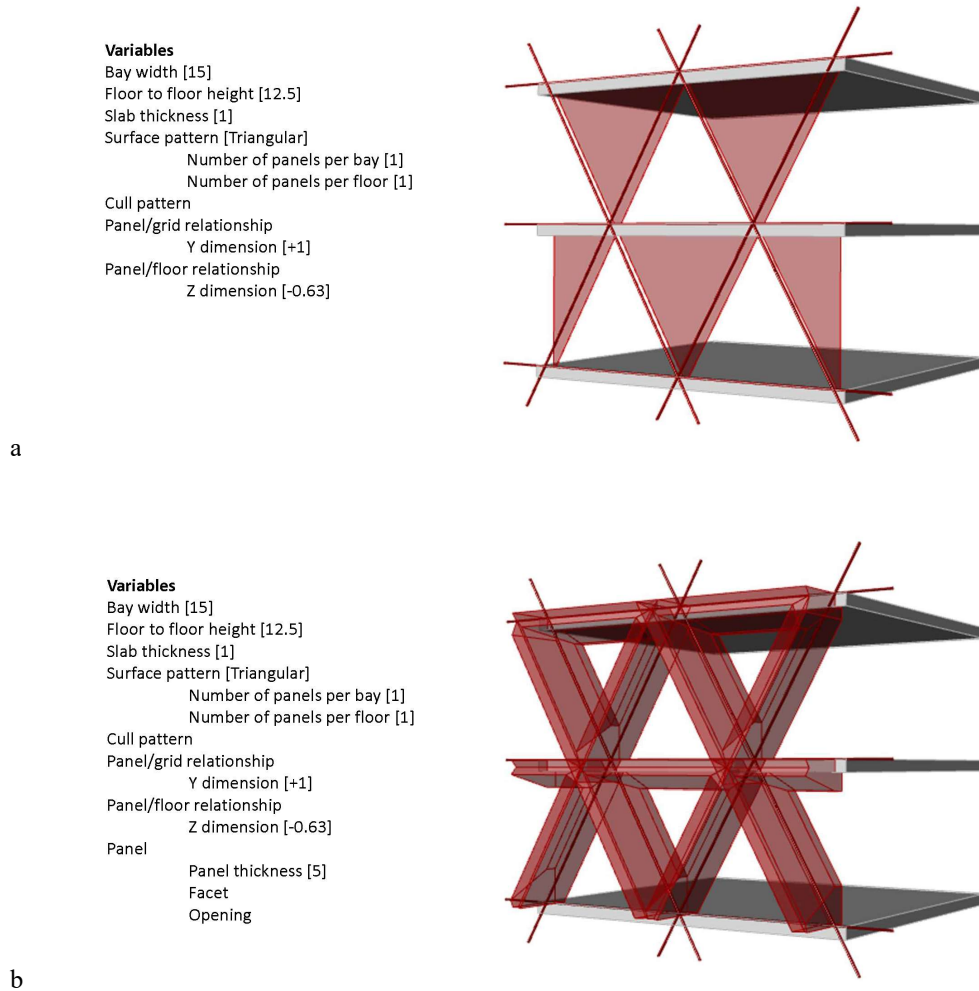 Variables
Bay width [15]
Floor to floor height [12.5]
Slab thickness [1]
Surface pattern [Triangular]
Number of panels per bay [1]
Number of panels per floor [1]
Cull pattern
Panel/grid relationship
Y dimension [+1]
Panel/floor relationship
Z dimension [-0.63]
a
Variables
Bay width [15]
Floor to floor height [12.5]
Slab thickness [1]
Surface pattern [Triangular]
Number of panels per bay [1]
Number of panels per floor [1]
Cull pattern
Panel/grid relationship
Y dimension [+1]
Panel/floor relationship
Z dimension [-0.63]
Panel
Panel thickness [5]
Facet
Opening
b